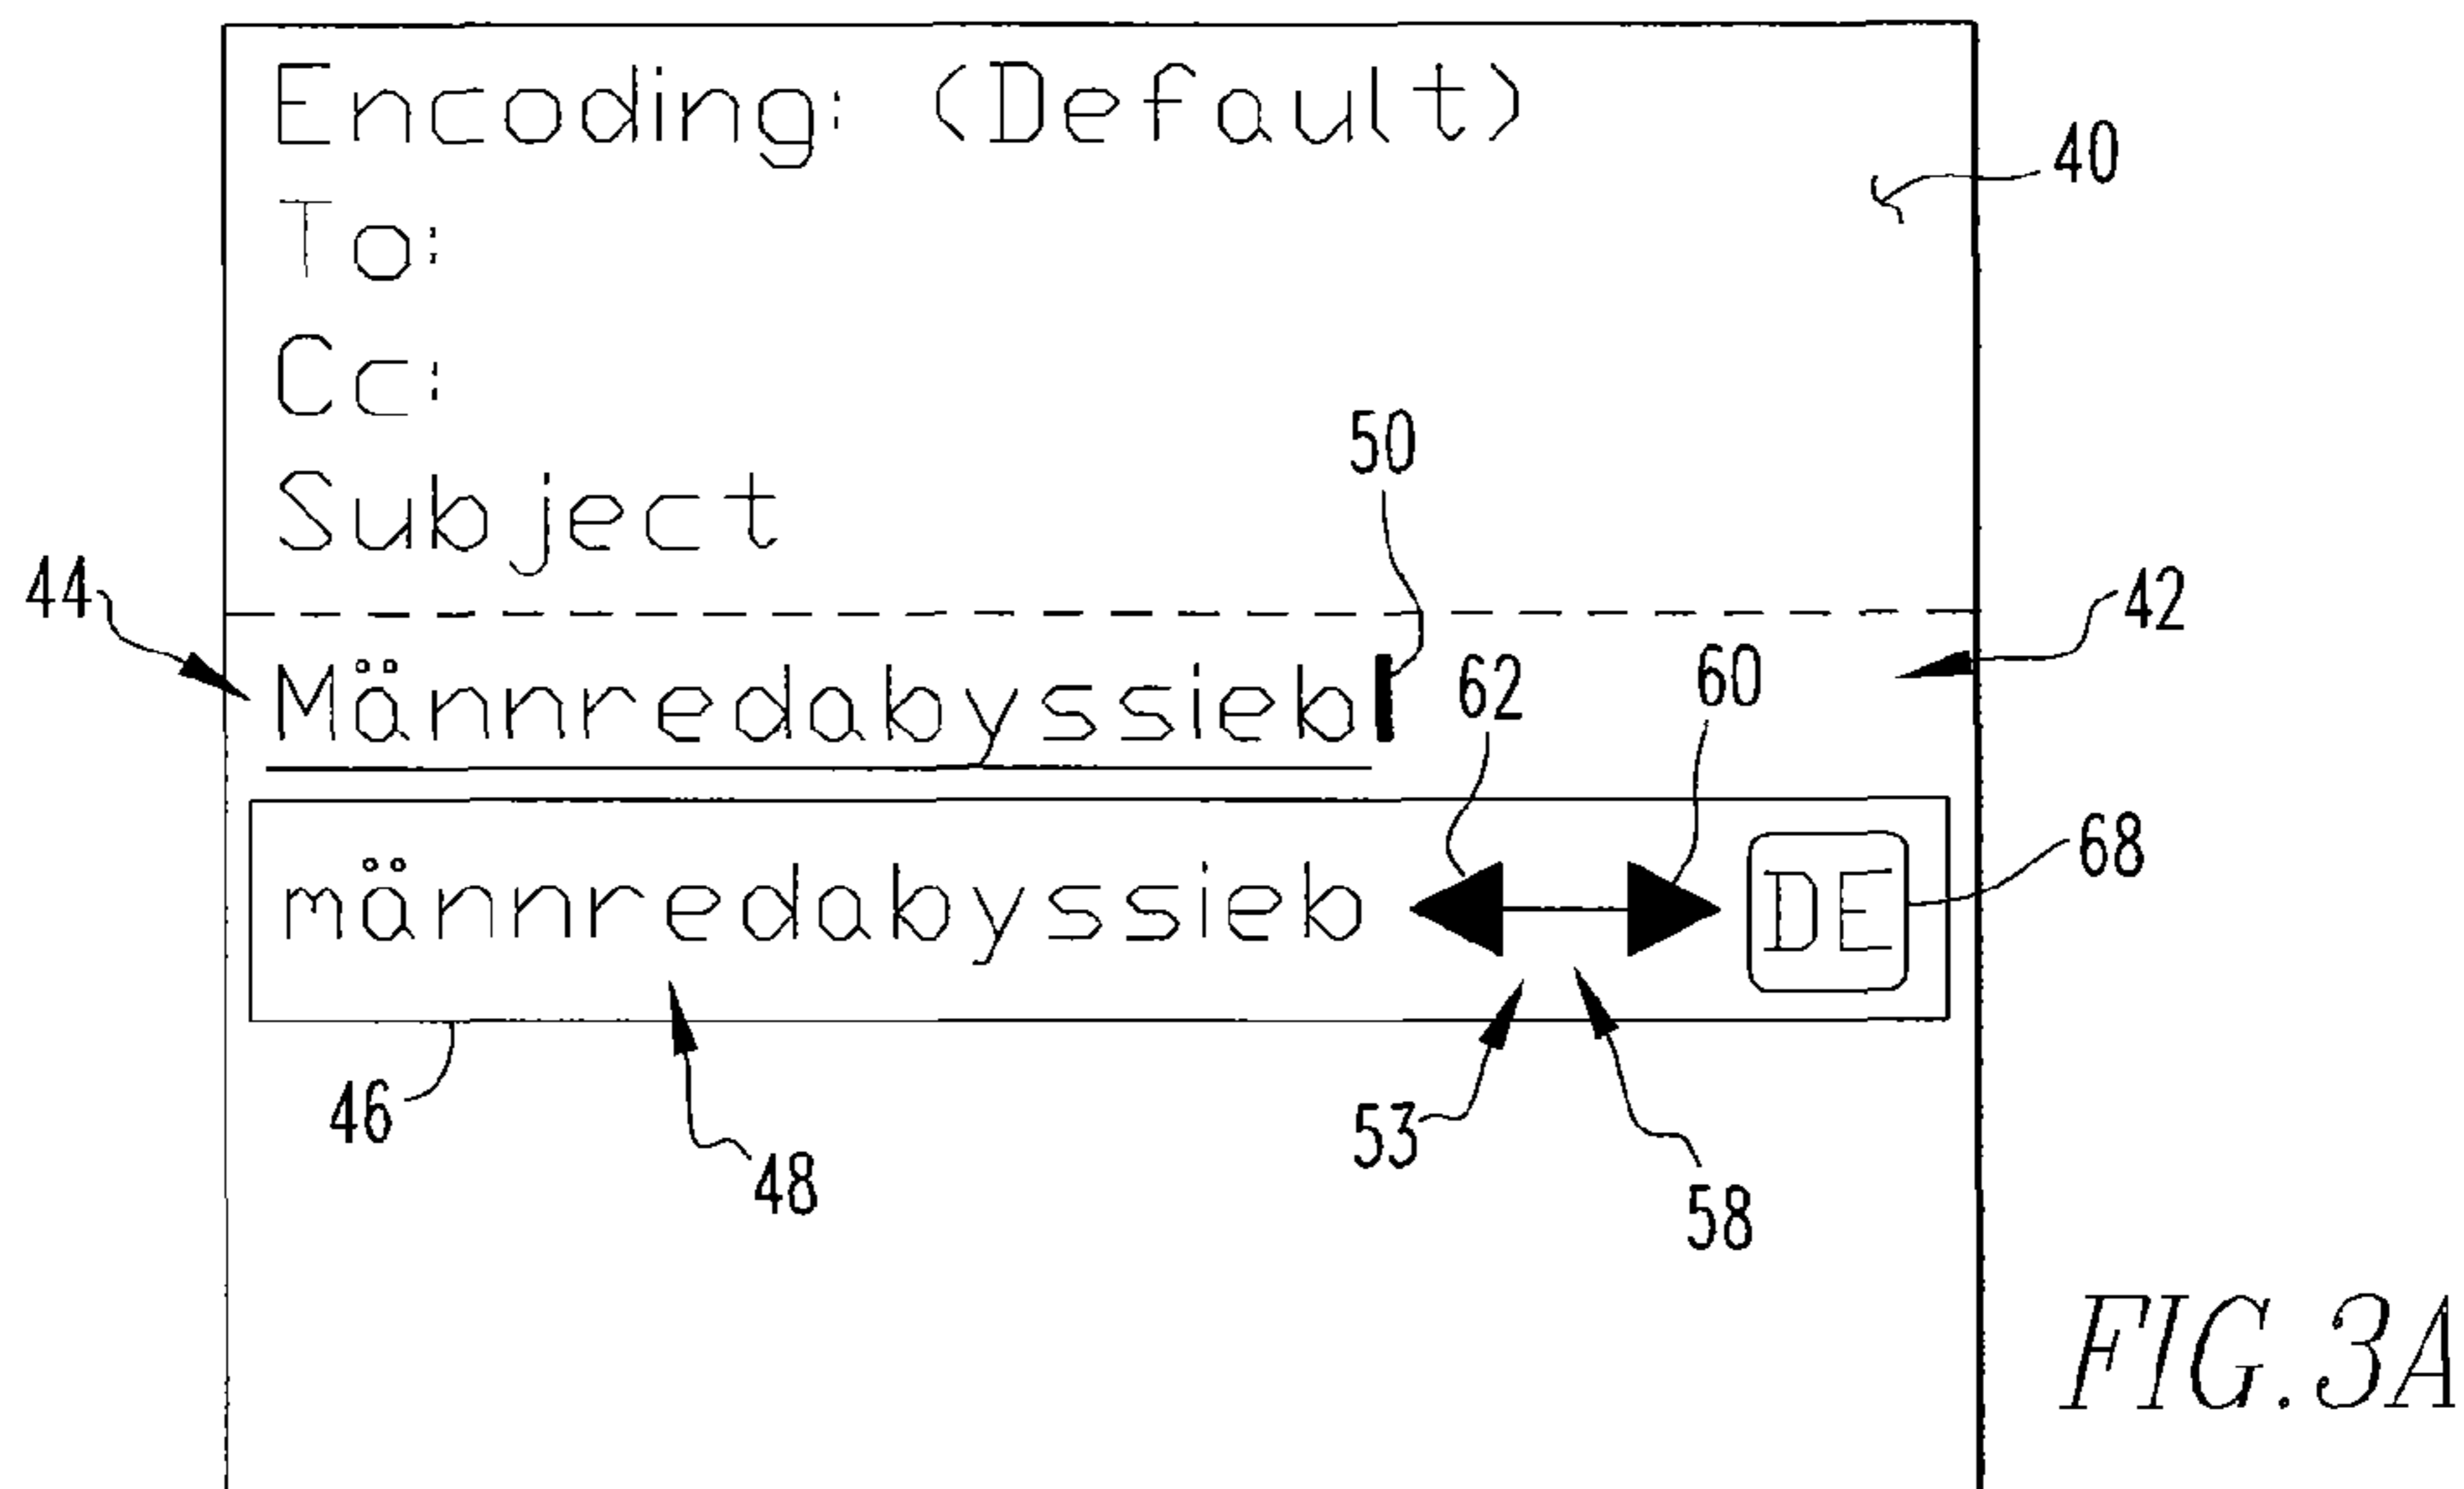 Encoding: (Default)
40
To:
Cc:
50
Subject
44
42
Männredabyssieb
62
60
männredabyssieb
DE
68
46
48
53
58
FIG. 3A